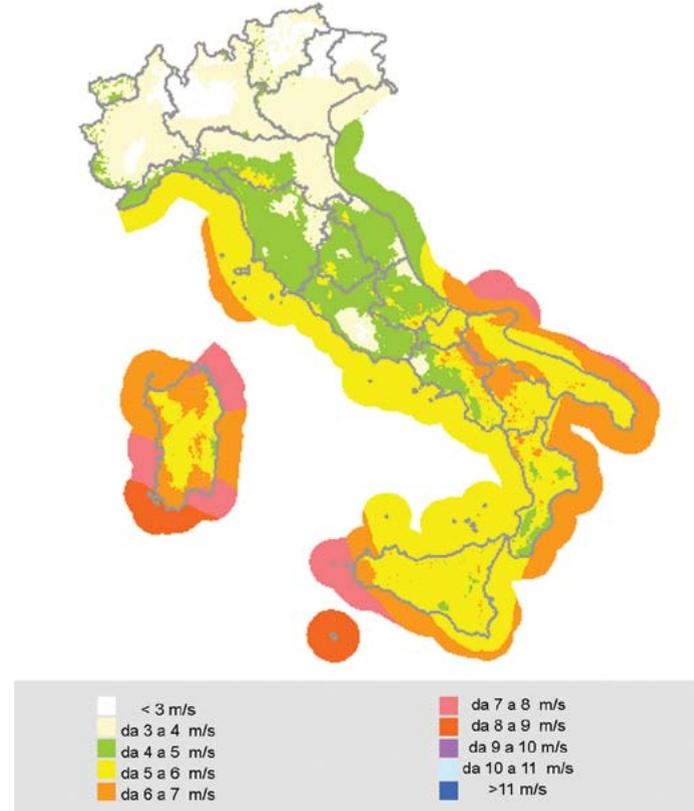 < 3 m/s
da 3 a 4 m/s
da 4 a 5 m/s
da 5 a 6 m/s
da 6 a 7 m/s
da 7 a 8 m/s
da 8 a 9 m/s
da 9 a 10 m/s
da 10 a 11 m/s
>11 m/s